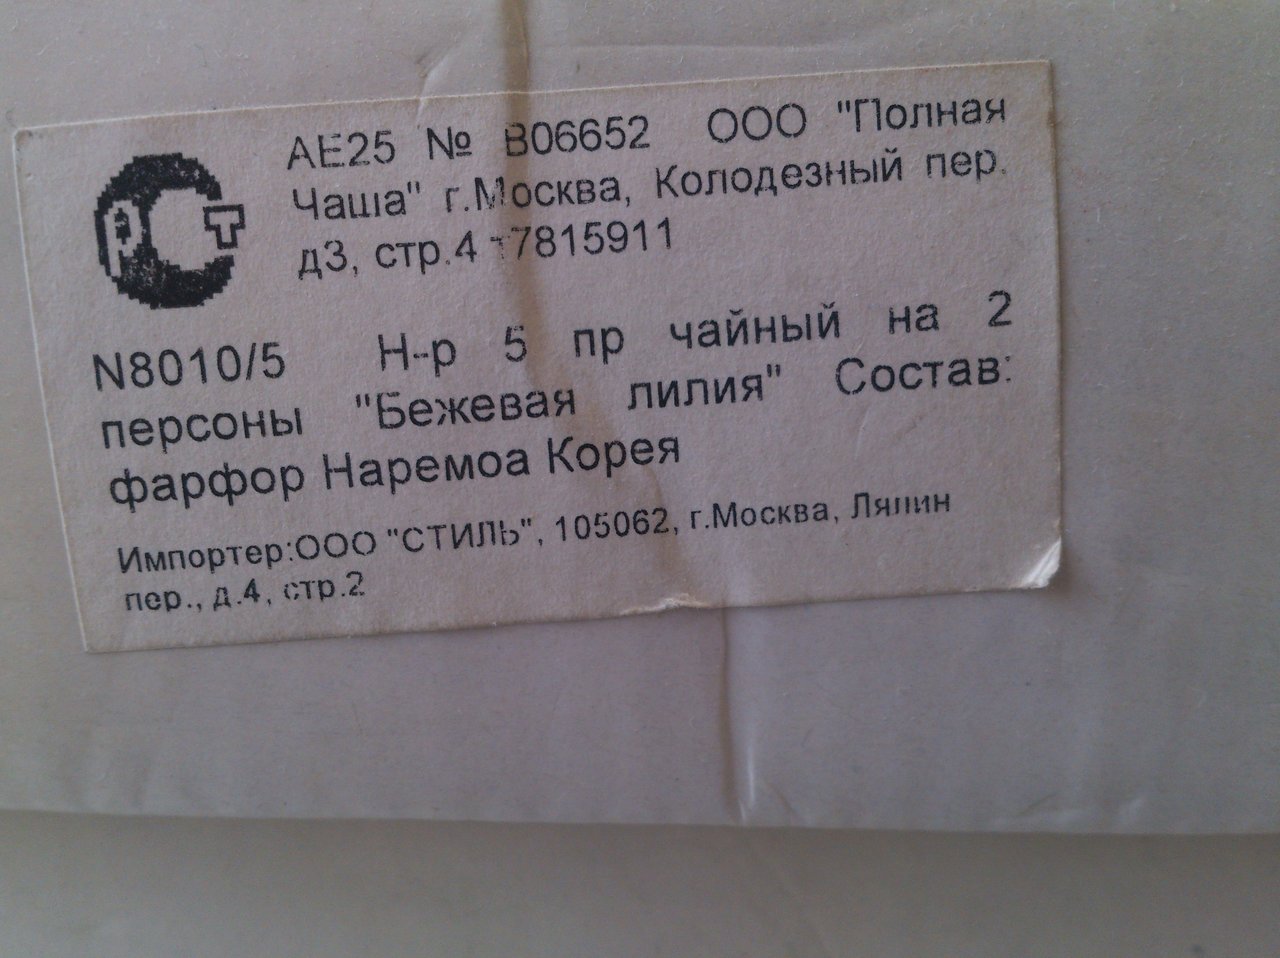 АЕ25 № В06652 ООО "Полная
Чаша" г.Москва, Колодезный пер.
д3, стр.4 т7815911
N8010/5 Н-р 5 пр чайный на 2
персоны "Бежевая лилия" Состав:
фарфор Наремоа Корея
Импортер:ООО "СТИЛЬ", 105062, г.Москва, Лялин
пер., д.4, стр.2